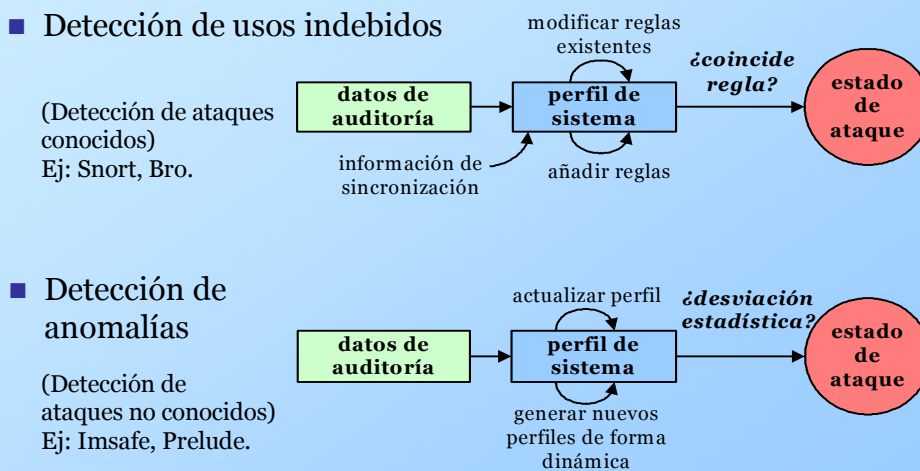 Detección de usos indebidos
(Detección de ataques
conocidos)
Ej: Snort, Bro.
modificar reglas
existentes
datos de
auditoría
perfil de
sistema
¿coincide
regla?
estado
de
ataque
información de
sincronización
añadir reglas
Detección de
anomalías
(Detección de
ataques no conocidos)
Ej: Imsafe, Prelude.
actualizar perfil
datos de
auditoría
perfil de
sistema
¿desviación
estadística?
estado
de
ataque
generar nuevos
perfiles de forma
dinámica